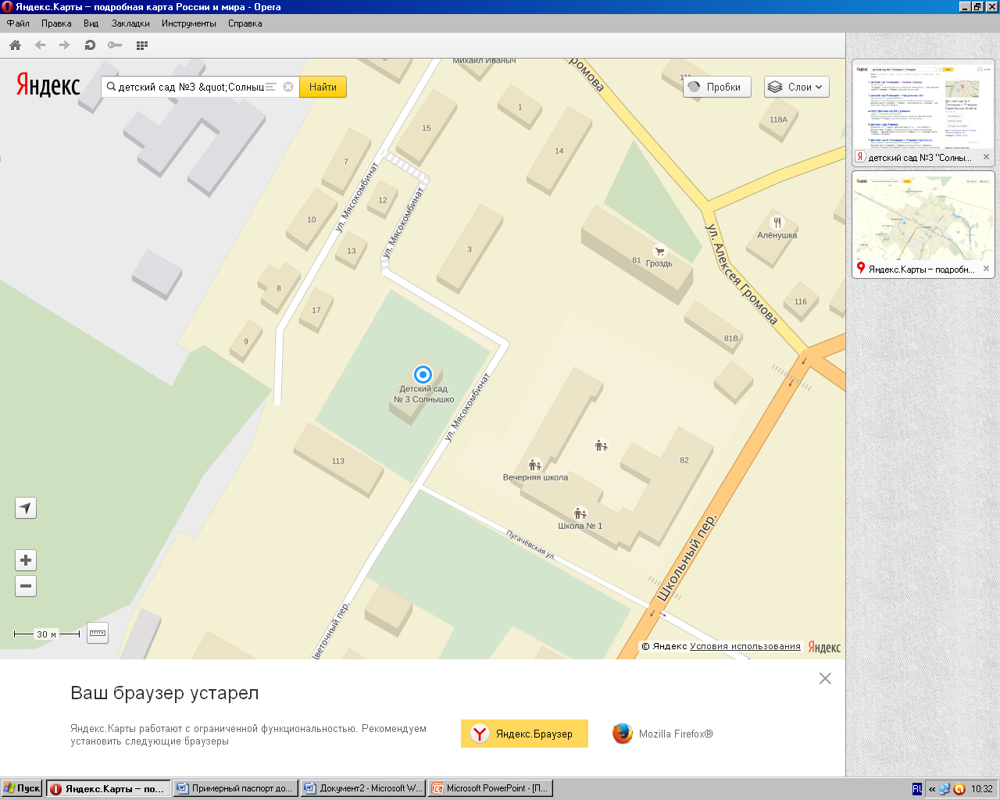 Яндекс.Карты – подробная карта России и мира - Opera
Файл Правка Вид Закладки Инструменты Справка
Яндекс
детский сад №3 &quot;Солныш
Найти
Пробки
Слои
Михаил Иваныч
Громова
118А
15
1
14
7
ул. Мясокомбинат
12
ул. Мясокомбинат
10
13
3
Алёнушка
81
Гроздь
ул. Алексея Громова
8
17
116
9
81В
Детский сад
№ 3 Солнышко
ул. Мясокомбинат
113
82
Вечерняя школа
Школа № 1
Пугачёвская ул.
Школьный пер.
Цветочный пер.
30 м
© Яндекс Условия использования Яндекс
детский сад №3 "Солны...
Яндекс.Карты – подробн...
Ваш браузер устарел
Яндекс.Карты работают с ограниченной функциональностью. Рекомендуем
установить следующие браузеры
Яндекс.Браузер
Mozilla Firefox®
Пуск
Яндекс.Карты – по...
Примерный паспорт до...
Документ2 - Microsoft W...
Microsoft PowerPoint - [П...
RU
«
10:32